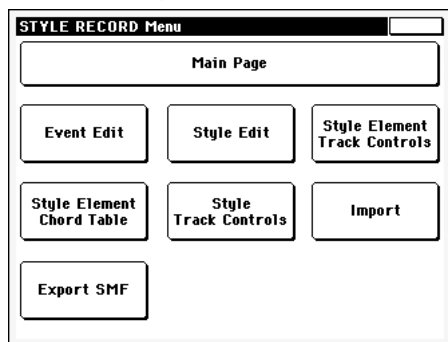 STYLE RECORD Menu
Main Page
Event Edit
Style Edit
Style Element
Track Controls
Style Element
Chord Table
Style
Track Controls
Import
Export SMF